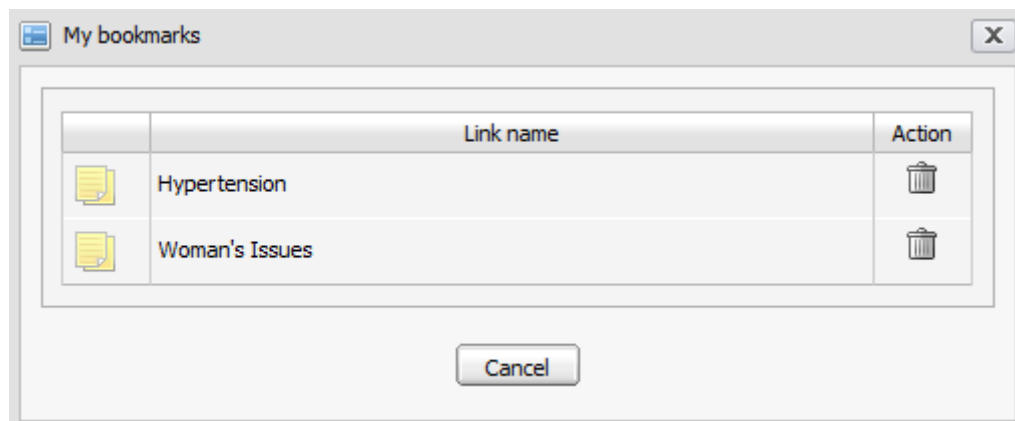 My bookmarks
X
Link name Action
Hypertension
Woman's Issues
Cancel